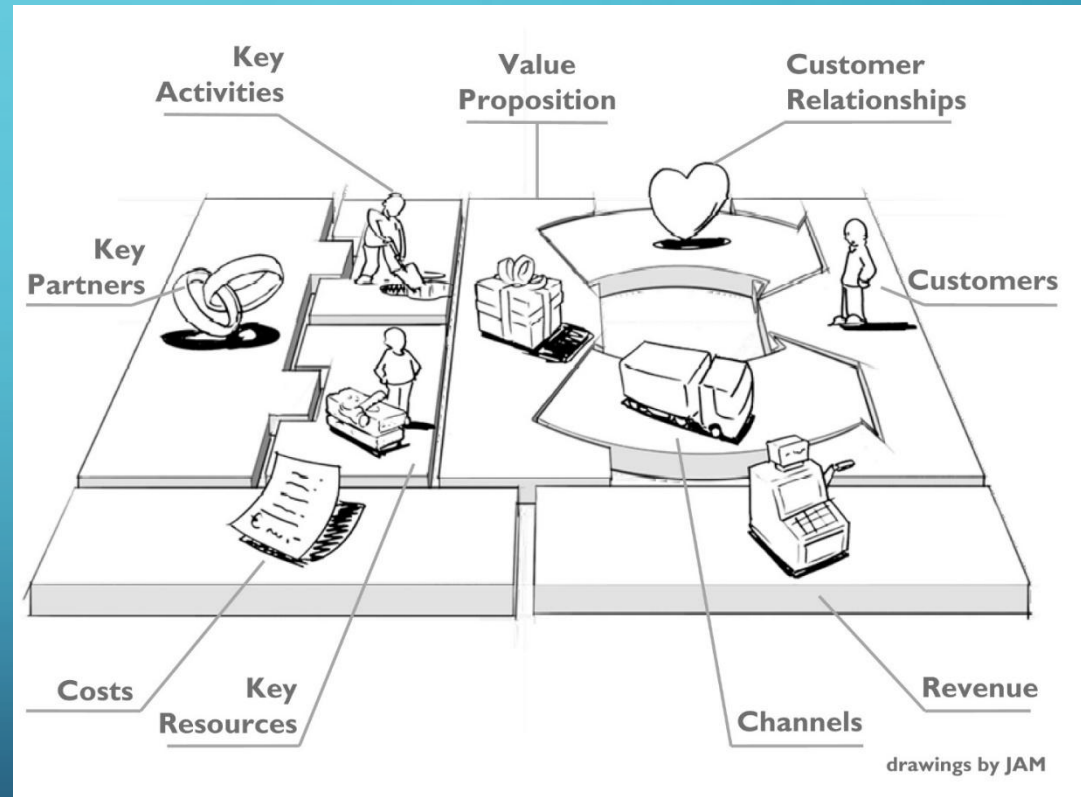 Key
Activities
Value
Proposition
Customer
Relationships
Key
Partners
Customers
Costs
Key
Resources
Channels
Revenue
drawings by JAM